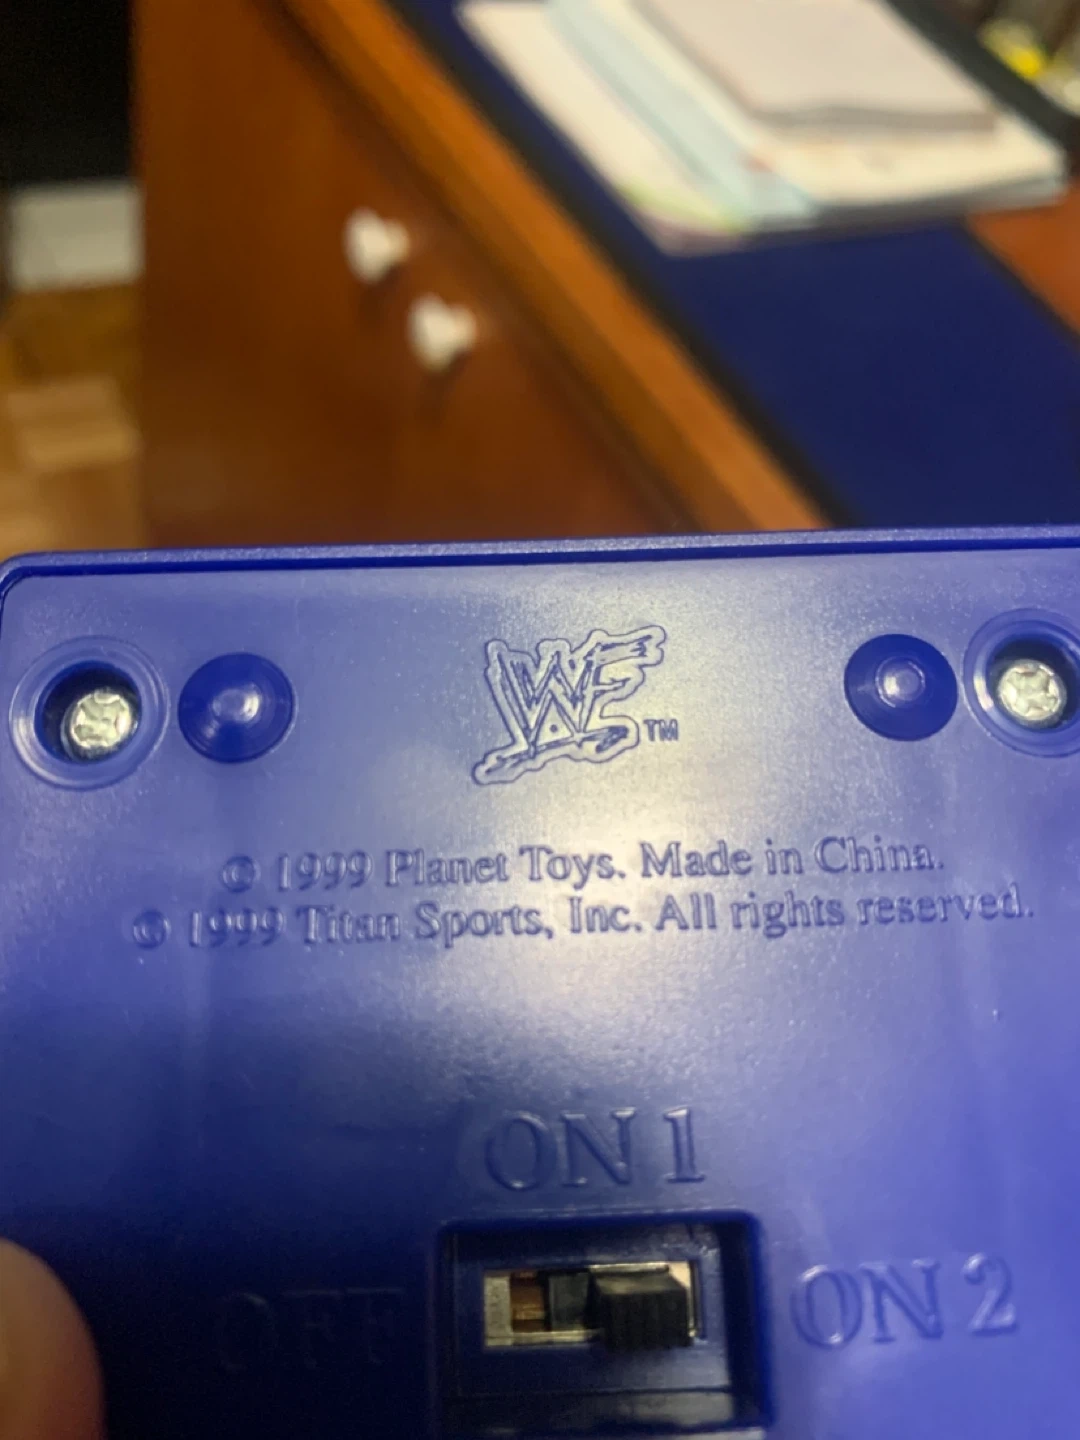 WF
TM
© 1999 Planet Toys. Made in China.
© 1999 Titan Sports, Inc. All rights reserved.
ON 1
OFF
ON 2